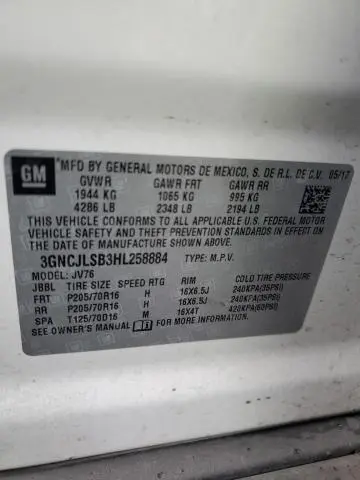 GM *MFD BY GENERAL MOTORS DE MEXICO, S. DE R.L. DE C.V. 05/17
GVWR GAWR FRT GAWR RR
1944 KG 1065 KG 995 KG
4286 LB 2348 LB 2194 LB
THIS VEHICLE CONFORMS TO ALL APPLICABLE U.S. FEDERAL MOTOR
VEHICLE SAFETY AND THEFT PREVENTION STANDARDS IN EFFECT ON
THE DATE OF MANUFACTURE SHOWN ABOVE.
3GNCJLSB3HL258884 TYPE: M.P.V.
MODEL: JV76
JBBL TIRE SIZE SPEED RTG RIM COLD TIRE PRESSURE
FRT P205/70R16 H 16X6.5J 240KPA(35PSI)
RR P205/70R16 H 16X6.5J 240KPA(35PSI)
SPA T125/70D16 M 16X4T 420KPA(60PSI)
SEE OWNER'S MANUAL FOR MORE INFORMATION.